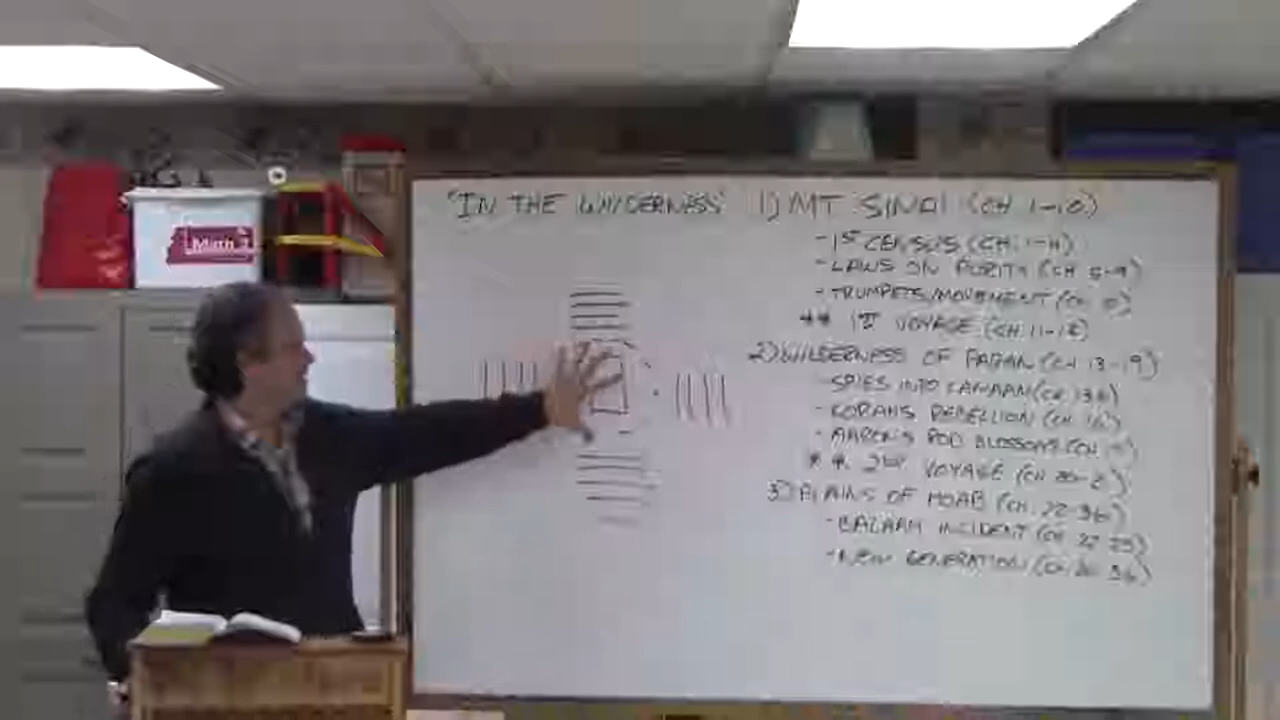 Math
"IN THE WILDERNESS" 1) MT SINAI (CH 1-10)
- 1ST CENSUS (CH. 1-4)
- LAWS ON PURITY (CH 5-9)
- TRUMPETS/MOVEMENT (CH
** 1ST VOYAGE (CH 11-12)
2) WILDERNESS OF PARAN (CH 13-19)
- SPIES INTO CANAAN (CH
- KORAHS REBELLION (CH 16)
- AARON'S ROD BLOSSOMS (CH
** 2ND VOYAGE (CH 20-
3) PLAINS OF MOAB (CH. 22-36)
- BALAAM INCIDENT (CH 22-25)
- NEW GENERATION (CH 26-36)